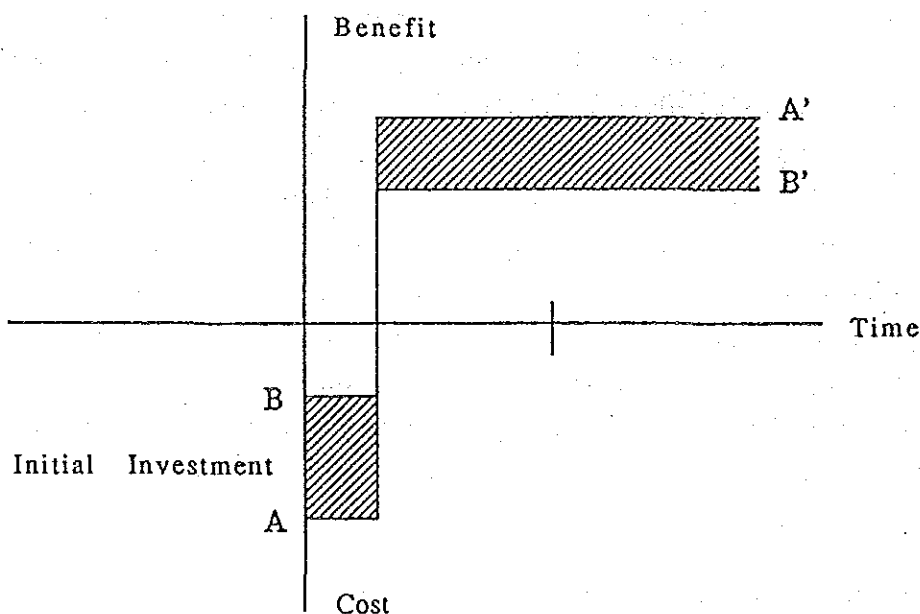 Benefit
A'
B'
Time
B
Initial Investment
A
Cost